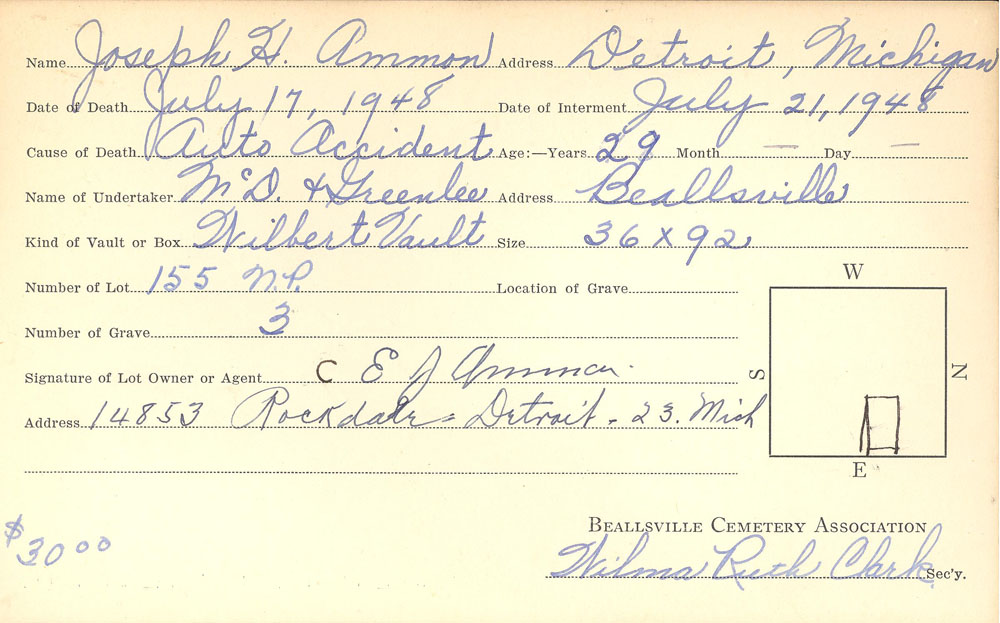 Name Joseph H. Ammon Address Detroit, Michigan
Date of Death July 17, 1948 Date of Interment July 21, 1948
Cause of Death Auto Accident Age:—Years 29 Month — Day —
Name of Undertaker McD. & Greenlee Address Beallsville
Kind of Vault or Box Wilbert Vault Size 36 x 92
Number of Lot 155 N.P. Location of Grave
W
Number of Grave 3
S N
Signature of Lot Owner or Agent C E J Ammon.
Address 14853 Rockdale - Detroit - 23. Mich
E
Beallsville Cemetery Association
$30 00
Wilma Ruth Clark Sec'y.